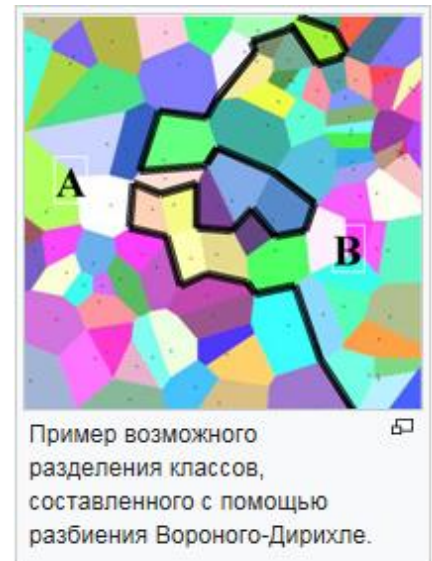 A
B
Пример возможного
разделения классов,
составленного с помощью
разбиения Вороного-Дирихле.